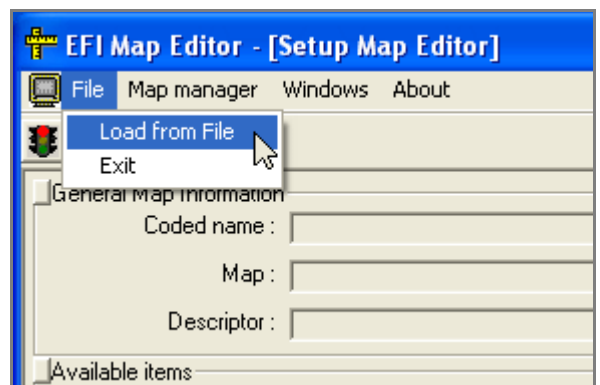 EFI Map Editor - [Setup Map Editor]
File Map manager Windows About
Load from File
Exit
General Map Information
Coded name :
Map :
Descriptor :
Available items